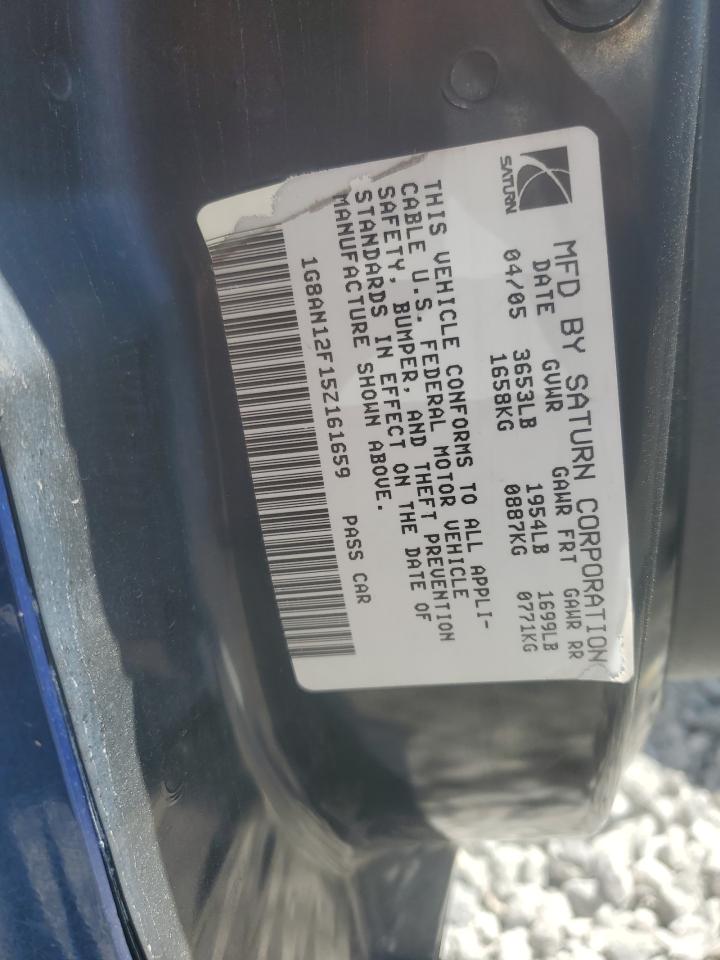 SATURN
MFD BY SATURN CORPORATION
DATE GVWR GAWR FRT GAWR RR
04/05 3653LB 1954LB 1699LB
1658KG 0887KG 0771KG
THIS VEHICLE CONFORMS TO ALL APPLI-
CABLE U.S. FEDERAL MOTOR VEHICLE
SAFETY, BUMPER, AND THEFT PREVENTION
STANDARDS IN EFFECT ON THE DATE OF
MANUFACTURE SHOWN ABOVE.
1G8AN12F15Z161659 PASS CAR